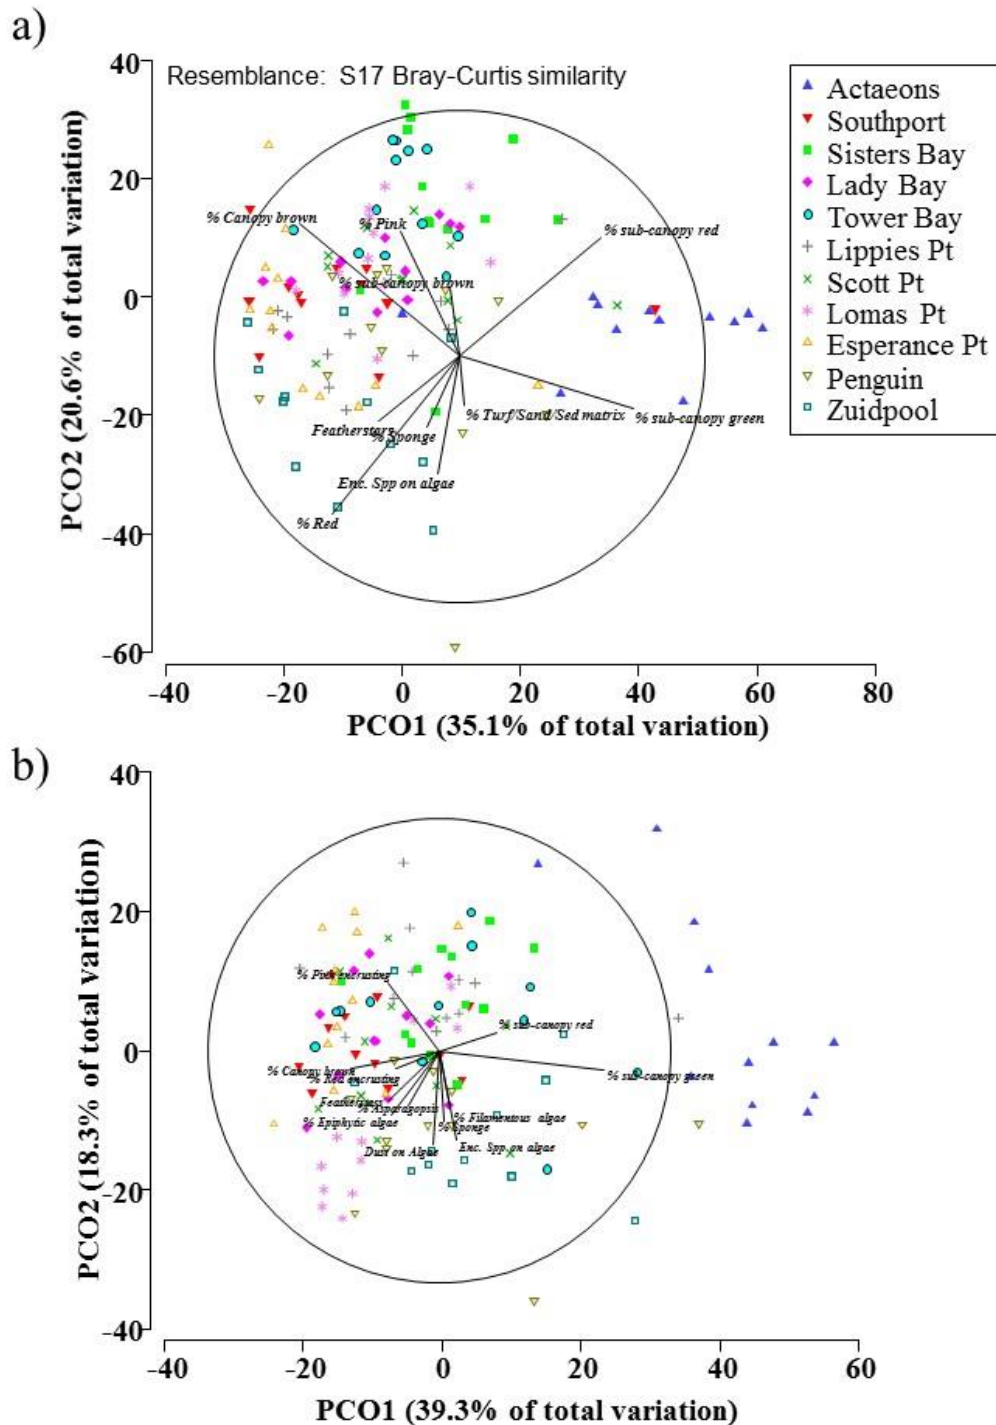 a)
Resemblance: S17 Bray-Curtis similarity
40
20
0
-20
-40
-60
PCO2 (20.6% of total variation)
% Canopy brown
% Pink
% sub-canopy red
% sub-canopy brown
% Turf/Sand/Sed matrix
% sub-canopy green
Featherstars
% Sponge
Enc. Spp on algae
% Red
-40
-20
0
20
40
60
80
PCO1 (35.1% of total variation)
Actaeons
Southport
Sisters Bay
Lady Bay
Tower Bay
Lippies Pt
Scott Pt
Lomas Pt
Esperance Pt
Penguin
Zuidpool
b)
40
20
0
-20
-40
PCO2 (18.3% of total variation)
% Pink encrusting
% sub-canopy red
% Canopy brown
% Red encrusting
% sub-canopy green
Featherstars
% Asparagopsis
% Epiphytic algae
% Filamentous algae
% Sponge
Dust on Algae
Enc. Spp on algae
-40
-20
0
20
40
60
PCO1 (39.3% of total variation)